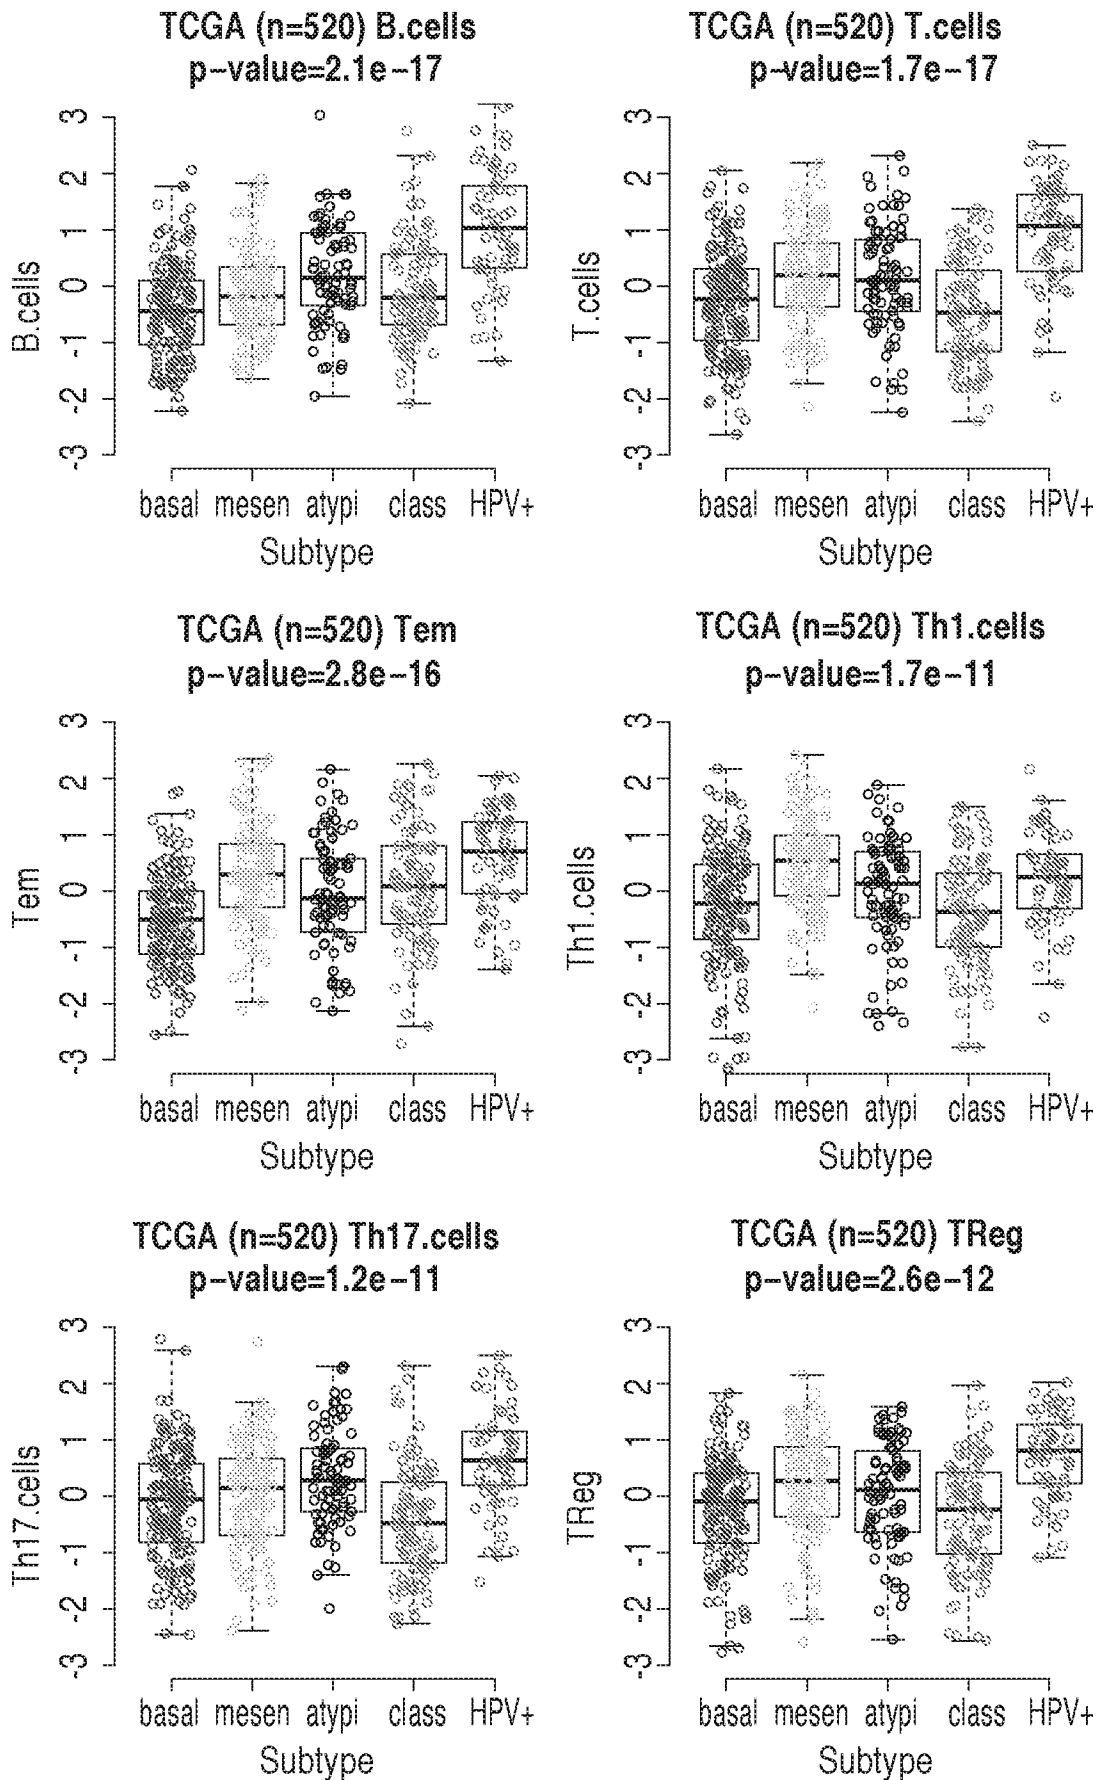 TCGA (n=520) B.cells
p-value=2.1e-17
B.cells
3
2
1
0
-1
-2
-3
basal mesen atypi class HPV+
Subtype
TCGA (n=520) T.cells
p-value=1.7e-17
T.cells
3
2
1
0
-1
-2
-3
basal mesen atypi class HPV+
Subtype
TCGA (n=520) Tem
p-value=2.8e-16
Tem
3
2
1
0
-1
-2
-3
basal mesen atypi class HPV+
Subtype
TCGA (n=520) Th1.cells
p-value=1.7e-11
Th1.cells
3
2
1
0
-1
-2
-3
basal mesen atypi class HPV+
Subtype
TCGA (n=520) Th17.cells
p-value=1.2e-11
Th17.cells
3
2
1
0
-1
-2
-3
basal mesen atypi class HPV+
Subtype
TCGA (n=520) TReg
p-value=2.6e-12
TReg
3
2
1
0
-1
-2
-3
basal mesen atypi class HPV+
Subtype